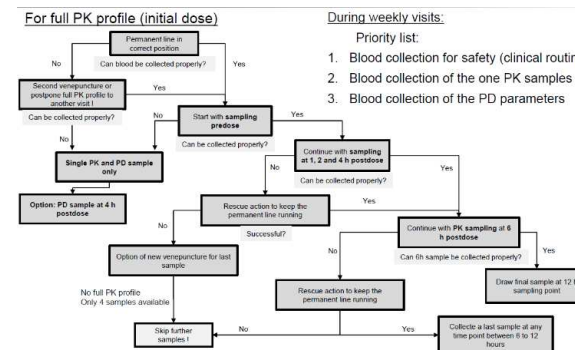 For full PK profile (initial dose)
During weekly visits:
Priority list:
1. Blood collection for safety (clinical routin
2. Blood collection of the one PK samples
3. Blood collection of the PD parameters
Permanent line in
correct position
No
Can blood be collected properly?
Yes
Second venepuncture or
postpone full PK profile to
another visit !
Yes
Can be collected properly?
No
No
Start with sampling
predose
Yes
Can be collected properly?
Single PK and PD sample
only
Option: PD sample at 4 h
postdose
Continue with sampling
at 1, 2 and 4 h postdose
No
Can be collected properly?
Yes
Rescue action to keep the
permanent line running
Yes
No
Successful?
Continue with PK sampling at 6
h postdose
No
Can 6h sample be collected properly?
Yes
Option of new venepuncture for last
sample
No full PK profile
Only 4 samples available
Rescue action to keep the
permanent line running
Draw final sample at 12 h
sampling point
Skip further
samples !
No
Yes
Collecte a last sample at any
time point between 6 to 12
hours